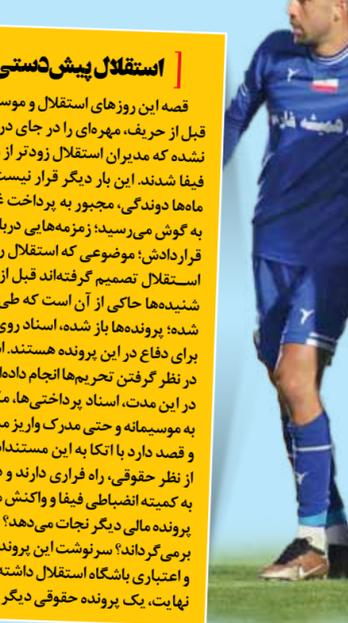 استقلال پیش‌دستی
قصه این روزهای استقلال و موسی
قبل از حریف، مهره‌ای را در جای در
نشده که مدیران استقلال زودتر از
فیفا شدند. این بار دیگر قرار نیست
ماه‌ها دوندگی، مجبور به پرداخت غ
به گوش می‌رسید؛ زمزمه‌هایی دربا
قراردادش؛ موضوعی که استقلال ر
اســتقلال تصمیم گرفته‌اند قبل از
شنیده‌ها حاکی از آن است که طی
شده؛ پرونده‌ها باز شده، اسناد روی
برای دفاع در این پرونده هستند. ا
در نظر گرفتن تحریم‌ها انجام داده‌ا
در این مدت، اسناد پرداختی‌ها، م
به موسیمانه و حتی مدرک واریز م
و قصد دارد با اتکا به این مستندا
از نظر حقوقی، راه فراری دارند و
به کمیته انضباطی فیفا و واکنش
پرونده مالی دیگر نجات می‌دهد؟
برمی‌گرداند؟ سرنوشت این پرونده
و اعتباری باشگاه استقلال داشته
نهایت، یک پرونده حقوقی دیگر
همیشه فار